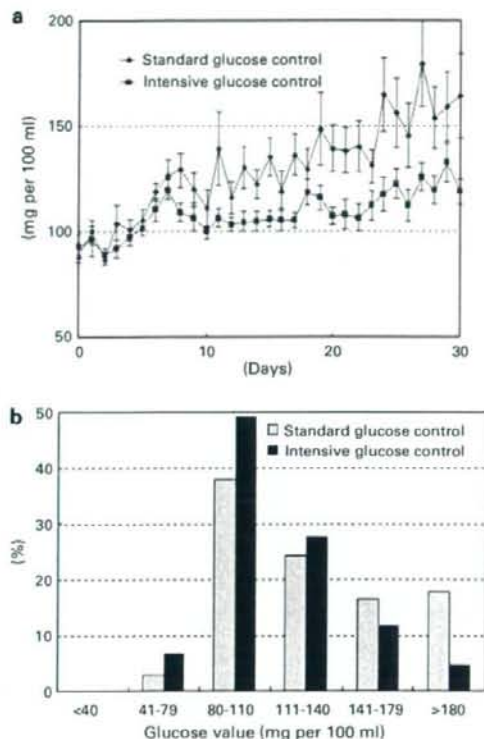 a
200
Standard glucose control
Intensive glucose control
150
(mg per 100 ml)
100
50
0 10 20 30
(Days)
b
50
Standard glucose control
Intensive glucose control
40
30
(%)
20
10
0
<40 41-79 80-110 111-140 141-179 >180
Glucose value (mg per 100 ml)